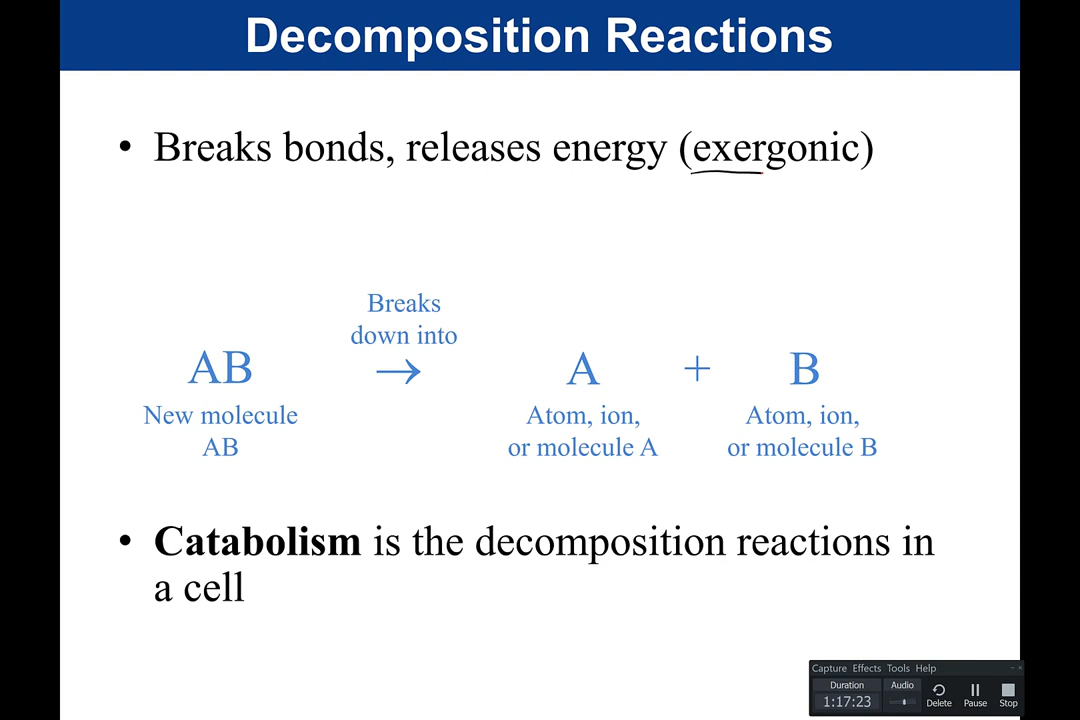 Decomposition Reactions
• Breaks bonds, releases energy (exergonic)
Breaks
down into
AB → A + B
New molecule Atom, ion, Atom, ion,
AB or molecule A or molecule B
• Catabolism is the decomposition reactions in
a cell
Capture Effects Tools Help
Duration Audio
1:17:23 Delete Pause Stop